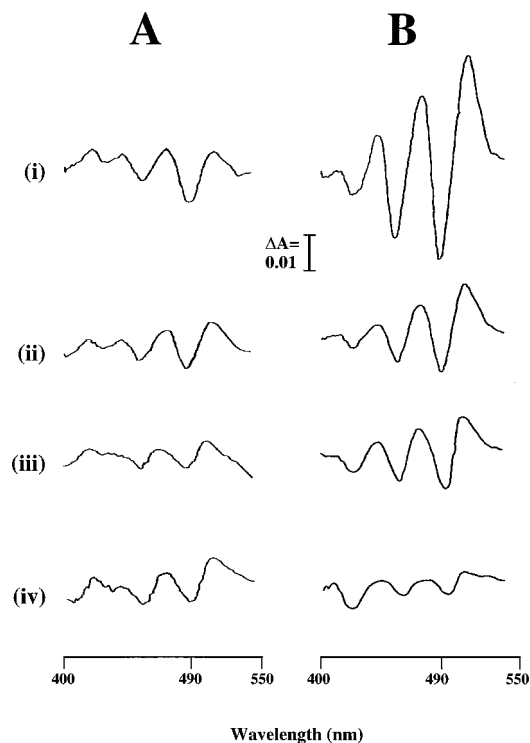 A B
(i)
ΔA=
0.01
(ii)
(iii)
(iv)
400 490 550 400 490 550
Wavelength (nm)